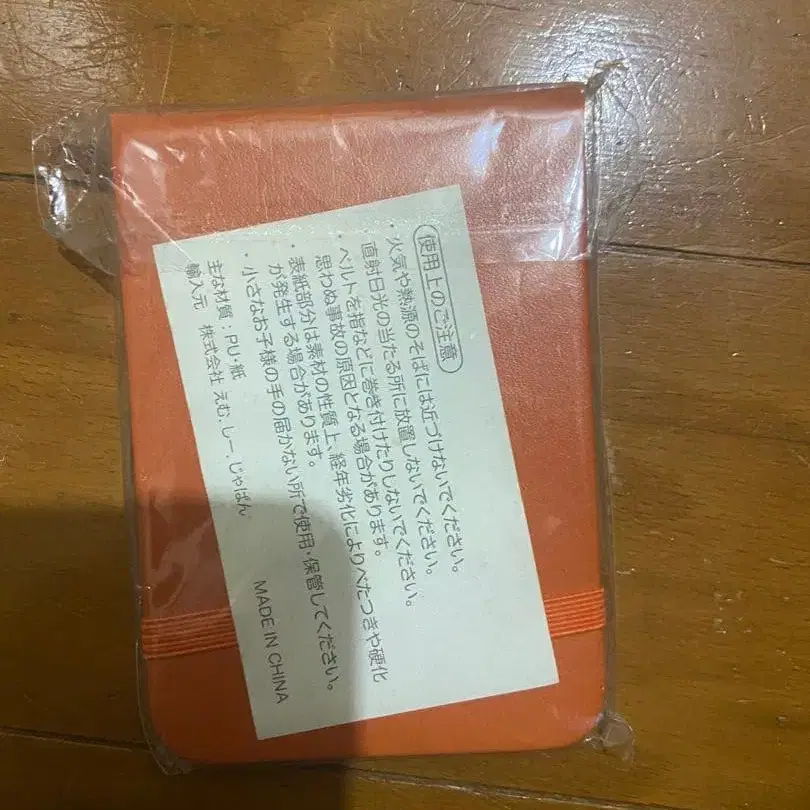 使用上のご注意
・火気や熱源のそばには近づけないでください。
直射日光の当たる所に放置しないでください。
・ベルトを指などに巻き付けたりしないでください。
思わぬ事故の原因となる場合があります。
・表紙部分は素材の性質上、経年劣化によりべたつきや硬化
が発生する場合があります。
・小さなお子様の手の届かない所で使用・保管してください。
主な材質：PU・紙
輸入元　株式会社 えむ.しー.じゃぱん
MADE IN CHINA